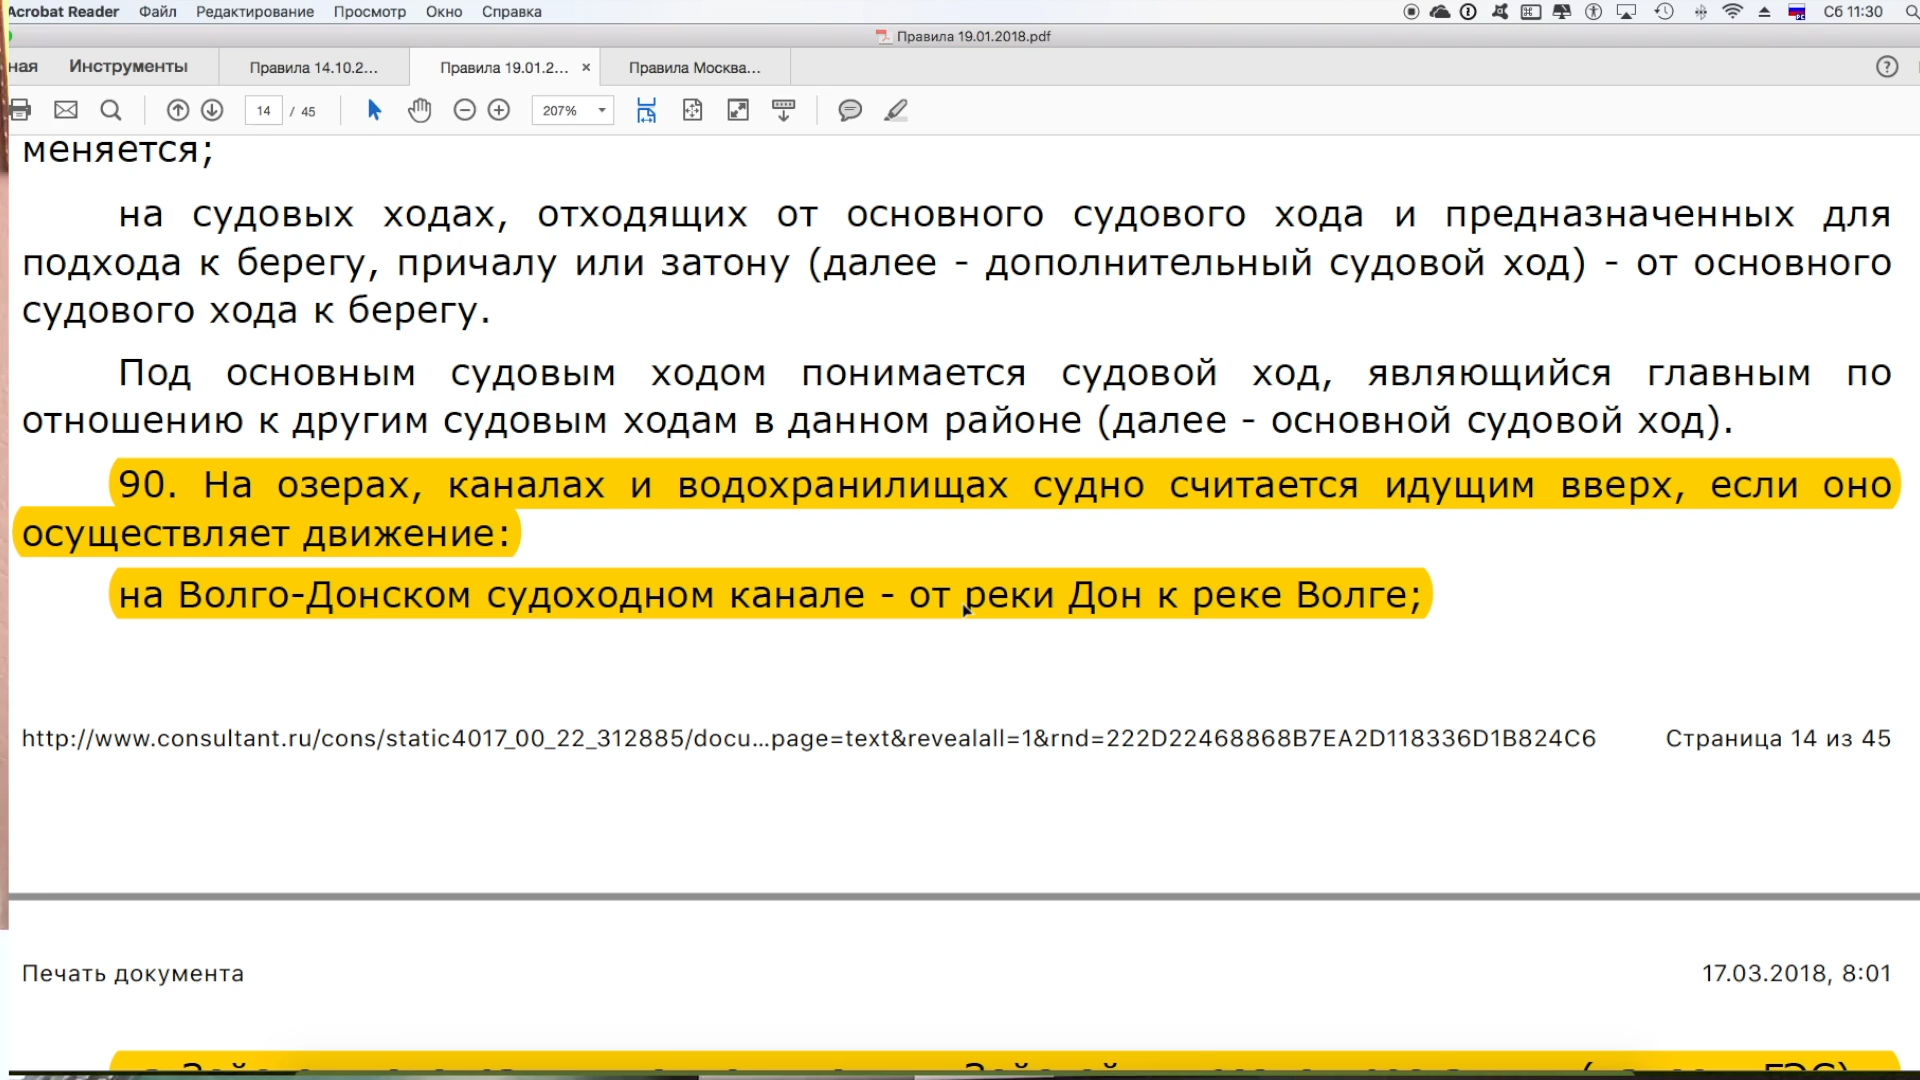 Acrobat Reader Файл Редактирование Просмотр Окно Справка Сб 11:30
Правила 19.01.2018.pdf
ная Инструменты Правила 14.10.2... Правила 19.01.2... × Правила Москва...
14 / 45 207%
меняется;
на судовых ходах, отходящих от основного судового хода и предназначенных для
подхода к берегу, причалу или затону (далее - дополнительный судовой ход) - от основного
судового хода к берегу.
Под основным судовым ходом понимается судовой ход, являющийся главным по
отношению к другим судовым ходам в данном районе (далее - основной судовой ход).
90. На озерах, каналах и водохранилищах судно считается идущим вверх, если оно
осуществляет движение:
на Волго-Донском судоходном канале - от реки Дон к реке Волге;
http://www.consultant.ru/cons/static4017_00_22_312885/docu...page=text&revealall=1&rnd=222D22468868B7EA2D118336D1B824C6 Страница 14 из 45
Печать документа 17.03.2018, 8:01